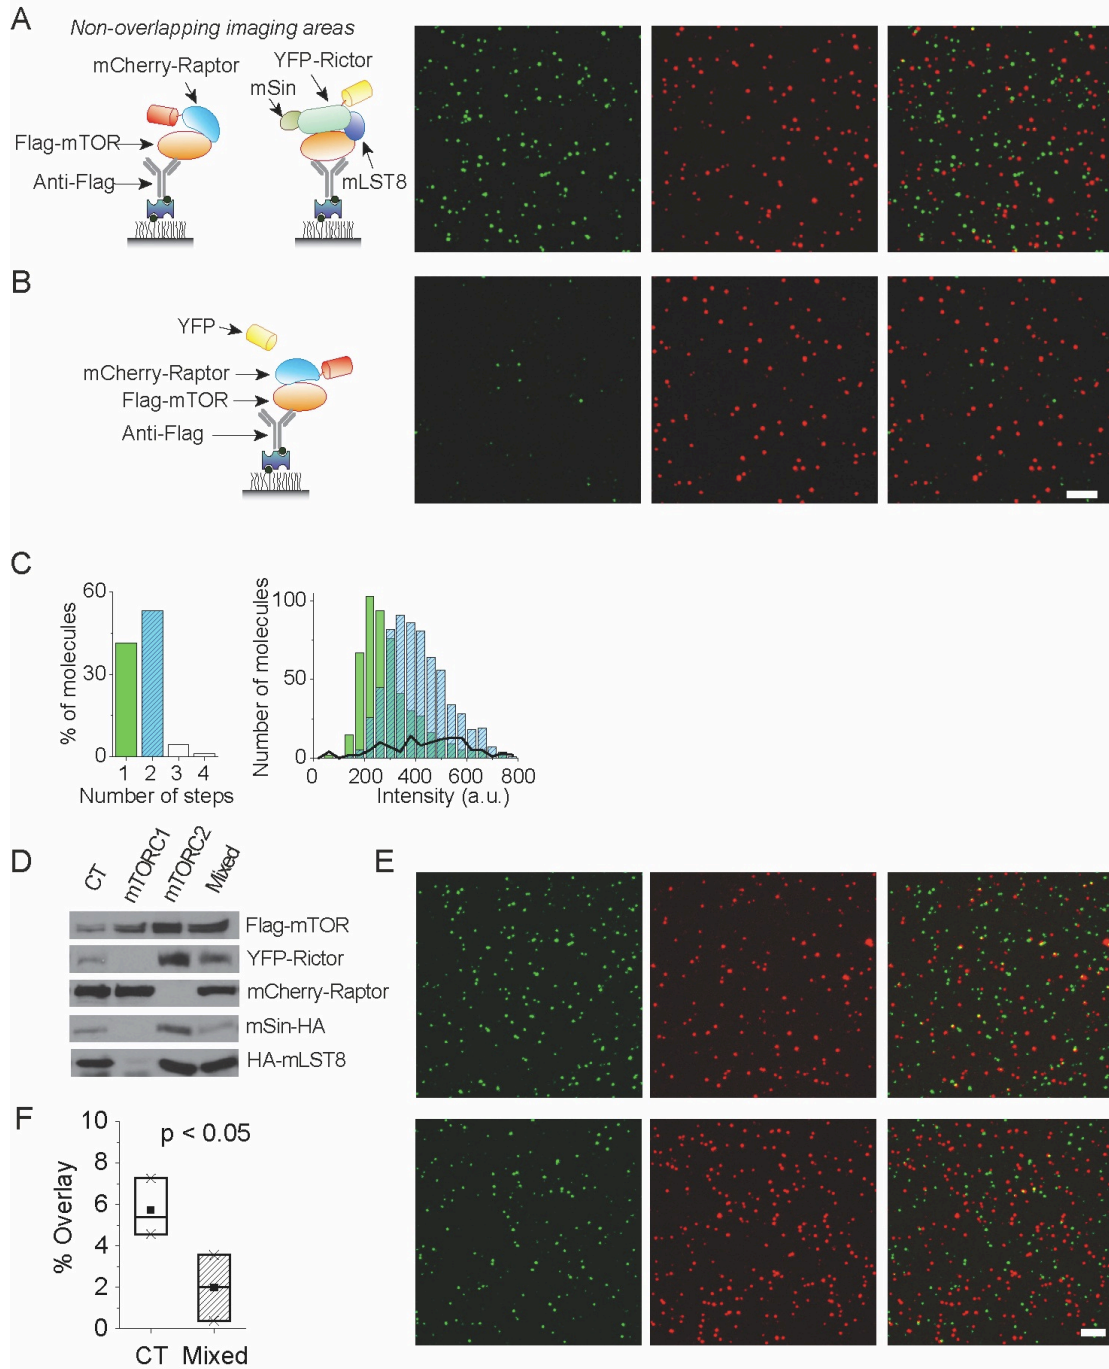 A
Non-overlapping imaging areas
mCherry-Raptor
YFP-Rictor
mSin
Flag-mTOR
Anti-Flag
mLST8
B
YFP
mCherry-Raptor
Flag-mTOR
Anti-Flag
C
% of molecules
60
30
0
1 2 3 4
Number of steps
Number of molecules
100
50
0
0 200 400 600 800
Intensity (a.u.)
D
CT mTORC1 mTORC2 Mixed
Flag-mTOR
YFP-Rictor
mCherry-Raptor
mSin-HA
HA-mLST8
E
F
% Overlay
10
8
6
4
2
0
p < 0.05
CT Mixed